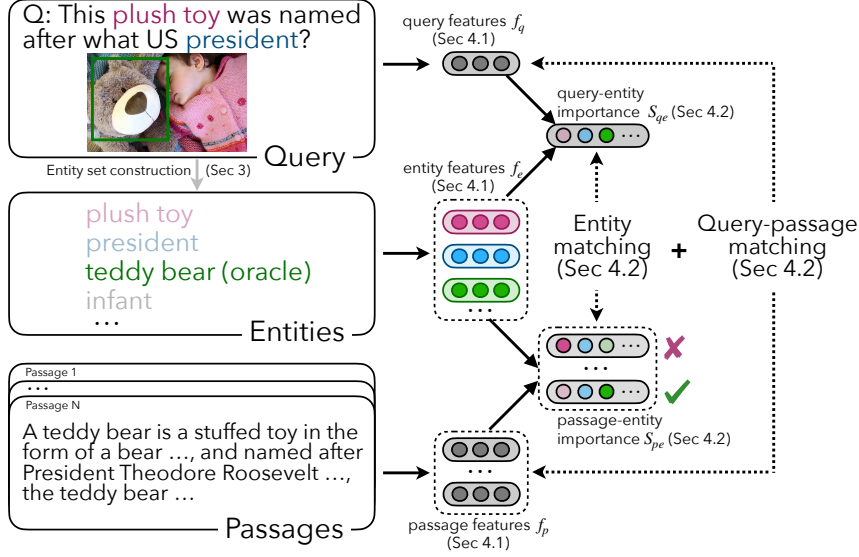 Q: This plush toy was named
after what US president?
Query
Entity set construction (Sec 3)
plush toy
president
teddy bear (oracle)
infant
...
Entities
Passage 1
...
Passage N
A teddy bear is a stuffed toy in the
form of a bear ..., and named after
President Theodore Roosevelt ...,
the teddy bear ...
Passages
query features f_q
(Sec 4.1)
query-entity
importance S_qe (Sec 4.2)
...
entity features f_e
(Sec 4.1)
...
Entity
matching
(Sec 4.2)
+
Query-passage
matching
(Sec 4.2)
...
✘
...
...
✓
passage-entity
importance S_pe (Sec 4.2)
...
passage features f_p
(Sec 4.1)